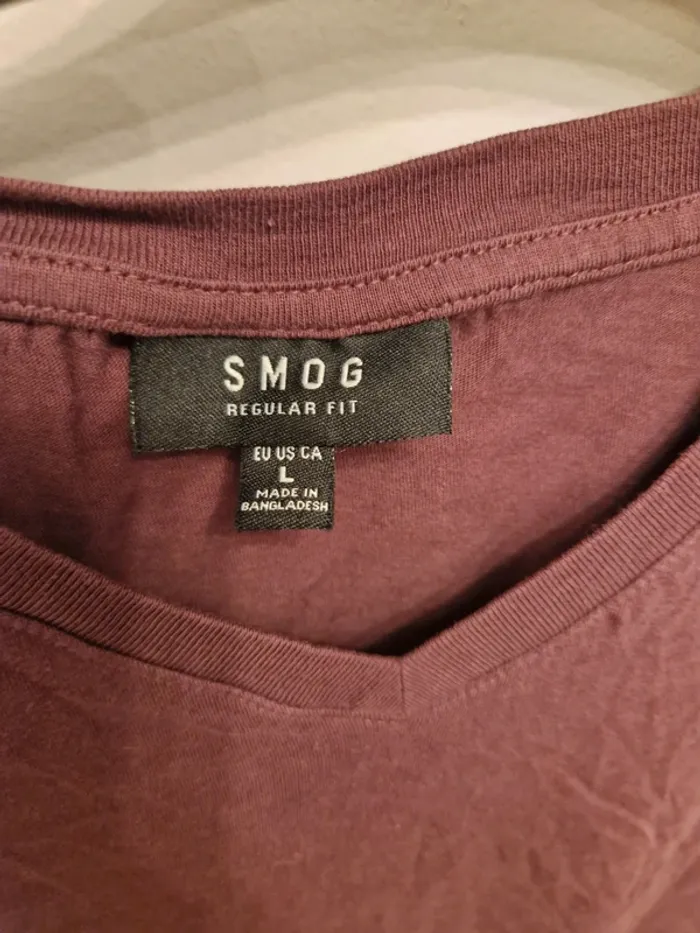 SMOG
REGULAR FIT
EU US CA
L
MADE IN
BANGLADESH